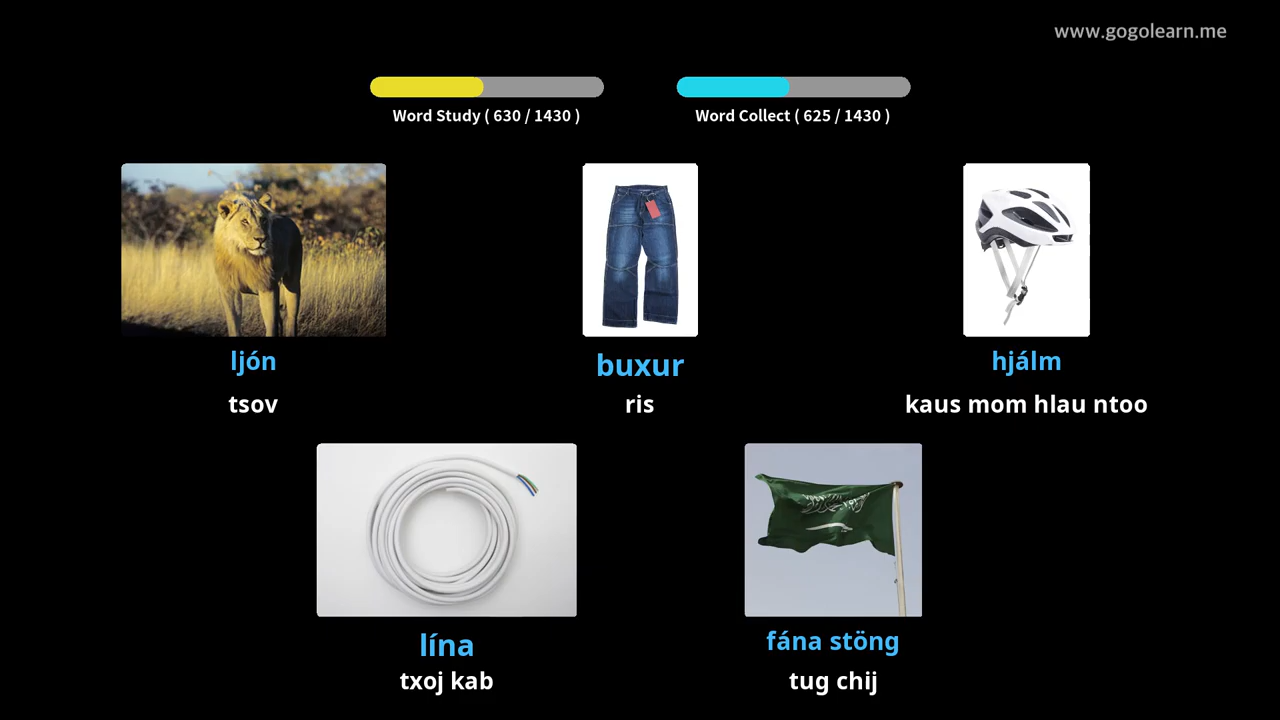 www.gogolearn.me
Word Study ( 630 / 1430 )
Word Collect ( 625 / 1430 )
ljón
buxur
hjálm
tsov
ris
kaus mom hlau ntoo
lína
fána stöng
txoj kab
tug chij